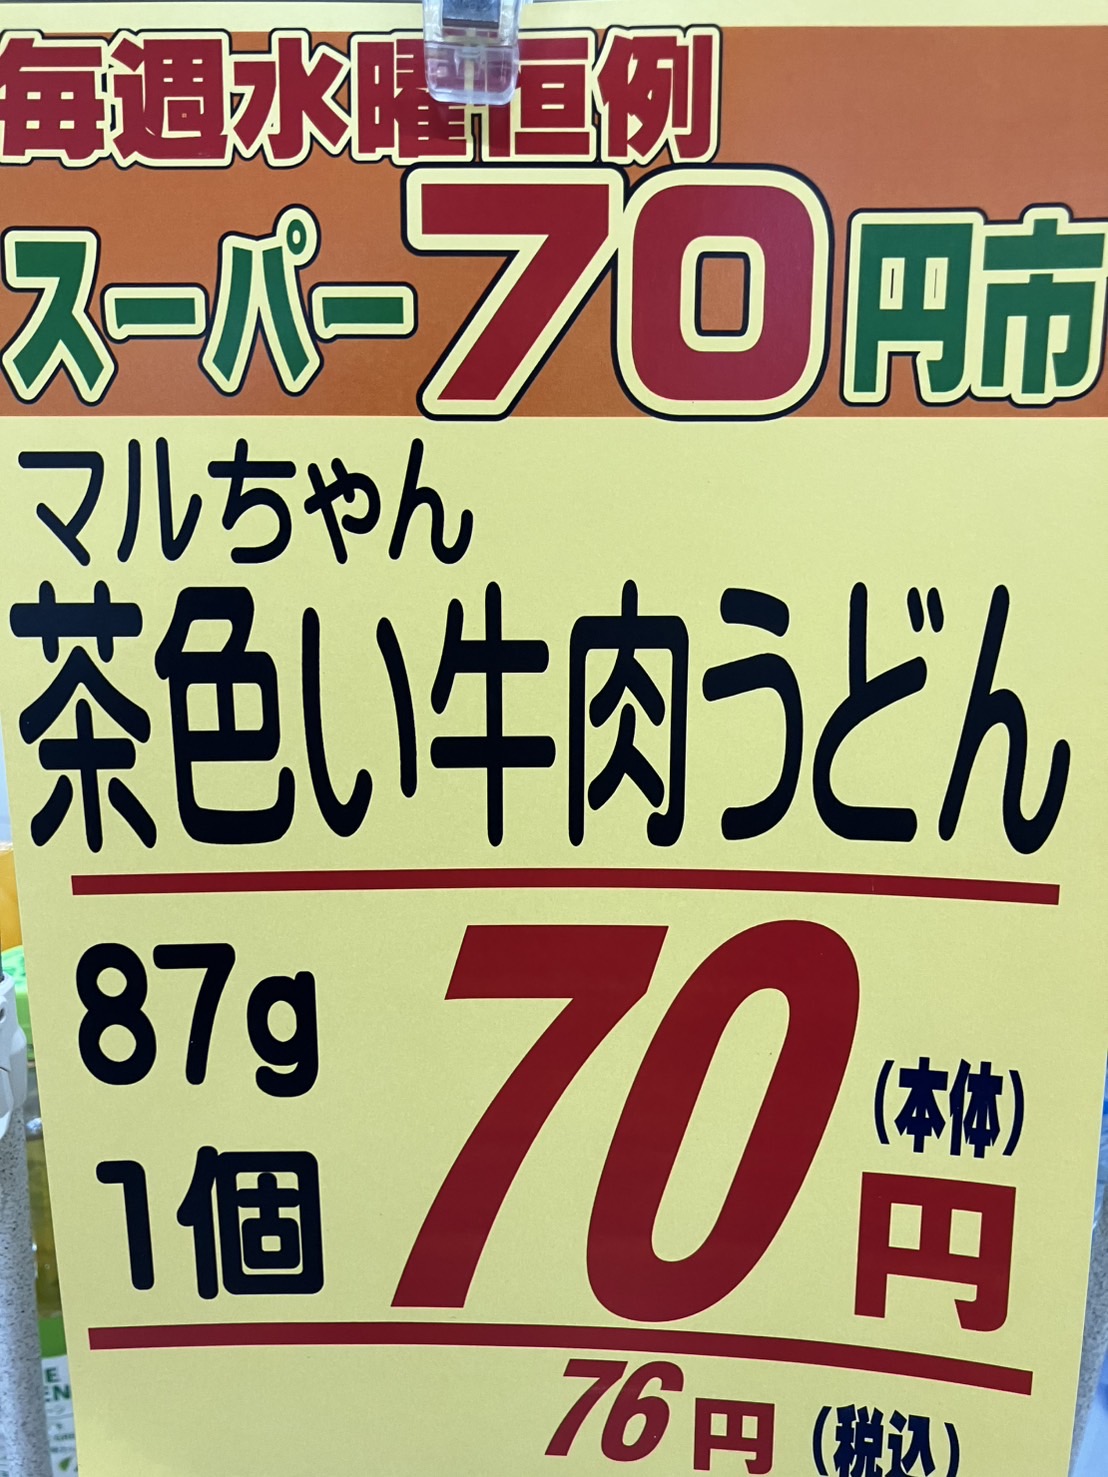 毎週水曜恒例
スーパー70円市
マルちゃん
茶色い牛肉うどん
87g
1個
70円
(本体)
76円(税込)